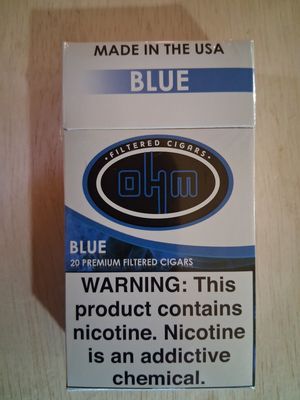 MADE IN THE USA
BLUE
FILTERED CIGARS
ohm
BLUE
20 PREMIUM FILTERED CIGARS
WARNING: This
product contains
nicotine. Nicotine
is an addictive
chemical.